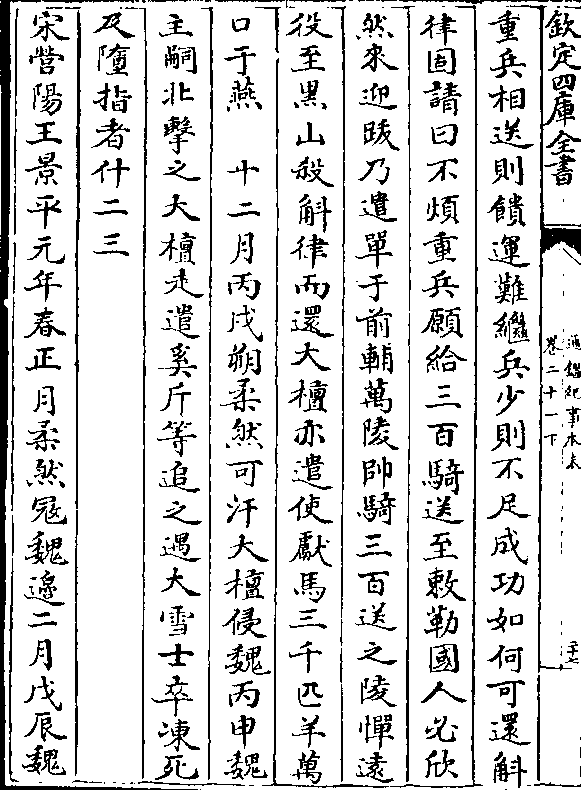 欽定四庫全書
通鑑紀事本末
卷二十一下
重兵相送則饋運難繼兵少則不足成功如何可還斛
律固請曰不煩重兵願給三百騎送至敕勒國人必欣
然來迎跋乃遣單于前輔萬陵帥騎三百送之陵憚遠
役至黑山殺斛律而還大檀亦遣使獻馬三千匹羊萬
口于燕　十二月丙戌朔柔然可汗大檀侵魏丙申魏
主嗣北擊之大檀走遣奚斤等追之遇大雪士卒凍死
及墮指者什二三
宋營陽王景平元年春正月柔然寇魏邊二月戊辰魏